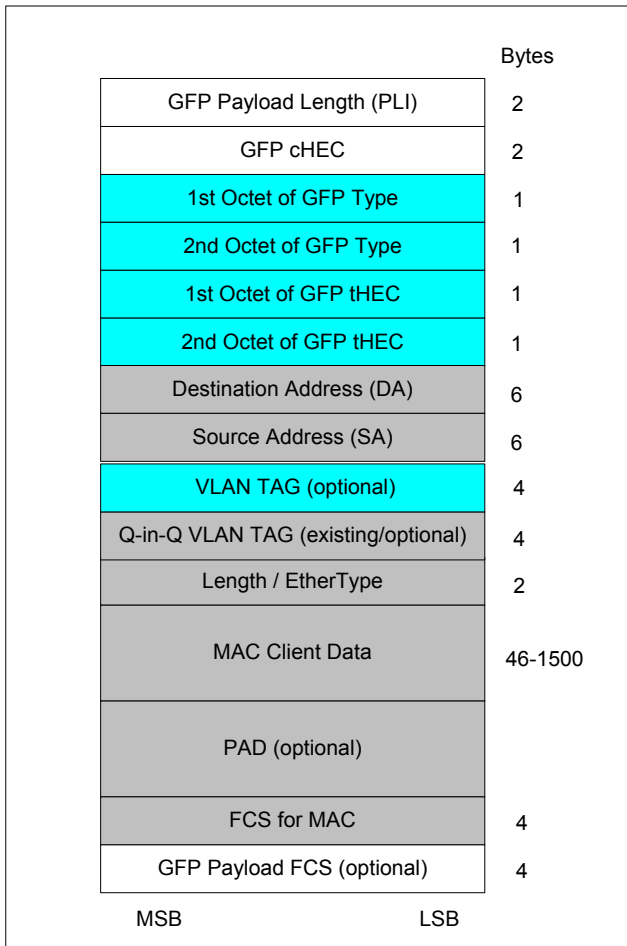 Bytes
GFP Payload Length (PLI) 2
GFP cHEC 2
1st Octet of GFP Type 1
2nd Octet of GFP Type 1
1st Octet of GFP tHEC 1
2nd Octet of GFP tHEC 1
Destination Address (DA) 6
Source Address (SA) 6
VLAN TAG (optional) 4
Q-in-Q VLAN TAG (existing/optional) 4
Length / EtherType 2
MAC Client Data 46-1500
PAD (optional)
FCS for MAC 4
GFP Payload FCS (optional) 4
MSB LSB